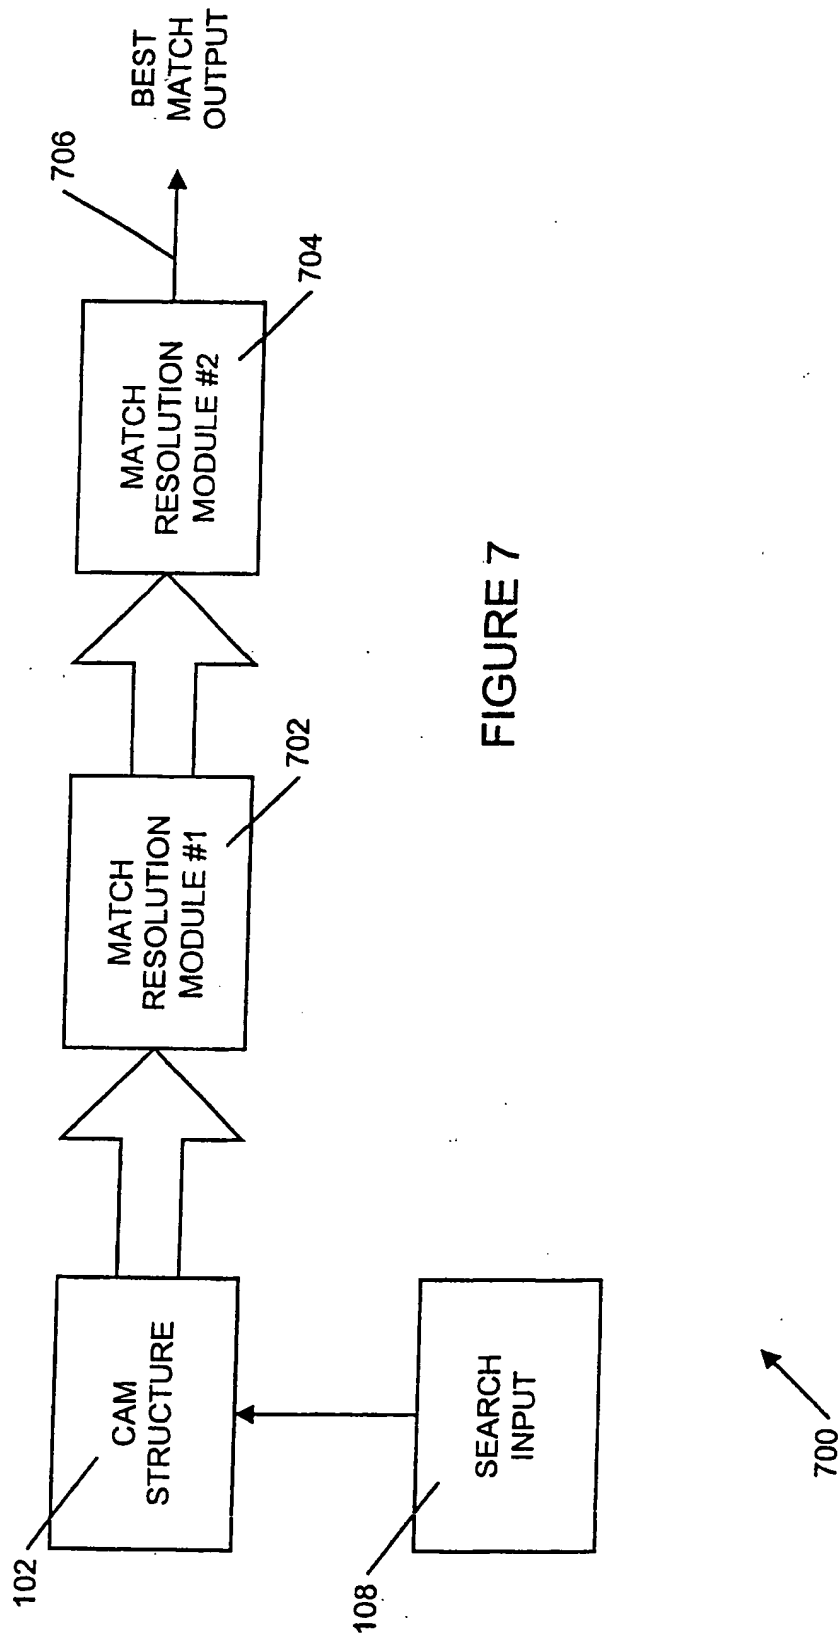 102
CAM
STRUCTURE
108
SEARCH
INPUT
MATCH
RESOLUTION
MODULE #1
702
MATCH
RESOLUTION
MODULE #2
704
706
BEST
MATCH
OUTPUT
FIGURE 7
700